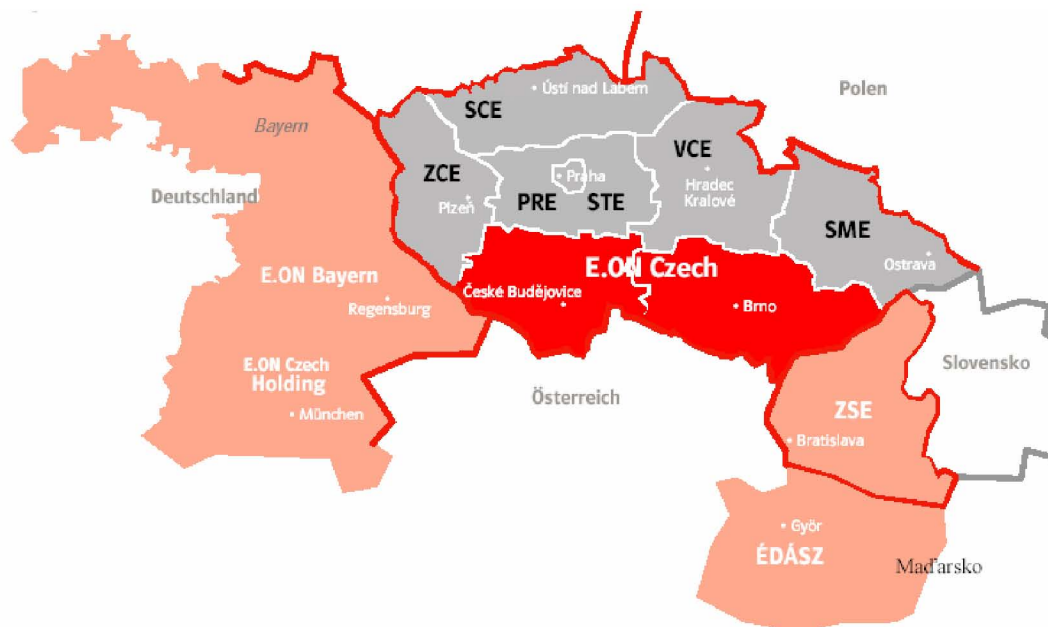 Polen
SCE
Ústí nad Labem
Bayern
VCE
ZCE
Praha
Hradec
Králové
Deutschland
Plzeň
PRE
STE
SME
Ostrava
E.ON Bayern
E.ON Czech
České Budějovice
Regensburg
Brno
Slovensko
E.ON Czech
Holding
Österreich
München
ZSE
Bratislava
Györ
ÉDÁSZ
Maďarsko